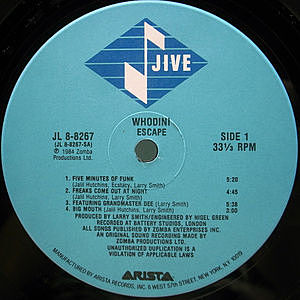 JIVE
WHODINI
ESCAPE
JL 8-8267
(JL 8-8267-SA)
℗ 1984 Zomba
Productions Ltd.
SIDE 1
33⅓ RPM
1. FIVE MINUTES OF FUNK 5:20
(Jalil Hutchins, Ecstacy, Larry Smith)
2. FREAKS COME OUT AT NIGHT 4:45
(Jalil Hutchins, Larry Smith)
3. FEATURING GRANDMASTER DEE 5:38
4. BIG MOUTH (Jalil Hutchins, Larry Smith) 2:00
PRODUCED BY LARRY SMITH/ENGINEERED BY NIGEL GREEN
RECORDED AT BATTERY STUDIOS, LONDON
ALL SONGS PUBLISHED BY ZOMBA ENTERPRISES INC.
AN ORIGINAL SOUND RECORDING MADE BY
ZOMBA PRODUCTIONS LTD.
UNAUTHORIZED DUPLICATION IS A
VIOLATION OF APPLICABLE LAWS
ARISTA
MANUFACTURED BY ARISTA RECORDS, INC. 6 WEST 57th STREET, NEW YORK, N.Y. 10019